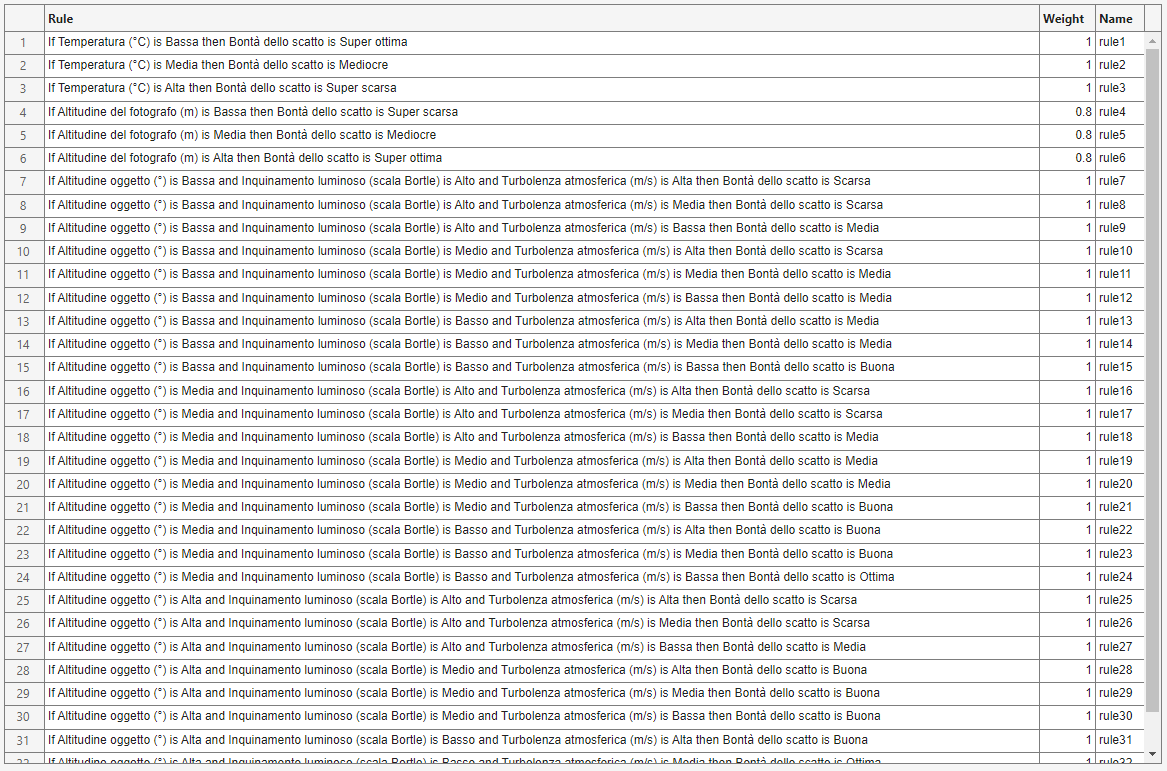 Rule Weight Name
1 If Temperatura (°C) is Bassa then Bontà dello scatto is Super ottima 1 rule1
2 If Temperatura (°C) is Media then Bontà dello scatto is Mediocre 1 rule2
3 If Temperatura (°C) is Alta then Bontà dello scatto is Super scarsa 1 rule3
4 If Altitudine del fotografo (m) is Bassa then Bontà dello scatto is Super scarsa 0.8 rule4
5 If Altitudine del fotografo (m) is Media then Bontà dello scatto is Mediocre 0.8 rule5
6 If Altitudine del fotografo (m) is Alta then Bontà dello scatto is Super ottima 0.8 rule6
7 If Altitudine oggetto (°) is Bassa and Inquinamento luminoso (scala Bortle) is Alto and Turbolenza atmosferica (m/s) is Alta then Bontà dello scatto is Scarsa 1 rule7
8 If Altitudine oggetto (°) is Bassa and Inquinamento luminoso (scala Bortle) is Alto and Turbolenza atmosferica (m/s) is Media then Bontà dello scatto is Scarsa 1 rule8
9 If Altitudine oggetto (°) is Bassa and Inquinamento luminoso (scala Bortle) is Alto and Turbolenza atmosferica (m/s) is Bassa then Bontà dello scatto is Media 1 rule9
10 If Altitudine oggetto (°) is Bassa and Inquinamento luminoso (scala Bortle) is Medio and Turbolenza atmosferica (m/s) is Alta then Bontà dello scatto is Scarsa 1 rule10
11 If Altitudine oggetto (°) is Bassa and Inquinamento luminoso (scala Bortle) is Medio and Turbolenza atmosferica (m/s) is Media then Bontà dello scatto is Media 1 rule11
12 If Altitudine oggetto (°) is Bassa and Inquinamento luminoso (scala Bortle) is Medio and Turbolenza atmosferica (m/s) is Bassa then Bontà dello scatto is Media 1 rule12
13 If Altitudine oggetto (°) is Bassa and Inquinamento luminoso (scala Bortle) is Basso and Turbolenza atmosferica (m/s) is Alta then Bontà dello scatto is Media 1 rule13
14 If Altitudine oggetto (°) is Bassa and Inquinamento luminoso (scala Bortle) is Basso and Turbolenza atmosferica (m/s) is Media then Bontà dello scatto is Media 1 rule14
15 If Altitudine oggetto (°) is Bassa and Inquinamento luminoso (scala Bortle) is Basso and Turbolenza atmosferica (m/s) is Bassa then Bontà dello scatto is Buona 1 rule15
16 If Altitudine oggetto (°) is Media and Inquinamento luminoso (scala Bortle) is Alto and Turbolenza atmosferica (m/s) is Alta then Bontà dello scatto is Scarsa 1 rule16
17 If Altitudine oggetto (°) is Media and Inquinamento luminoso (scala Bortle) is Alto and Turbolenza atmosferica (m/s) is Media then Bontà dello scatto is Scarsa 1 rule17
18 If Altitudine oggetto (°) is Media and Inquinamento luminoso (scala Bortle) is Alto and Turbolenza atmosferica (m/s) is Bassa then Bontà dello scatto is Media 1 rule18
19 If Altitudine oggetto (°) is Media and Inquinamento luminoso (scala Bortle) is Medio and Turbolenza atmosferica (m/s) is Alta then Bontà dello scatto is Media 1 rule19
20 If Altitudine oggetto (°) is Media and Inquinamento luminoso (scala Bortle) is Medio and Turbolenza atmosferica (m/s) is Media then Bontà dello scatto is Media 1 rule20
21 If Altitudine oggetto (°) is Media and Inquinamento luminoso (scala Bortle) is Medio and Turbolenza atmosferica (m/s) is Bassa then Bontà dello scatto is Buona 1 rule21
22 If Altitudine oggetto (°) is Media and Inquinamento luminoso (scala Bortle) is Basso and Turbolenza atmosferica (m/s) is Alta then Bontà dello scatto is Buona 1 rule22
23 If Altitudine oggetto (°) is Media and Inquinamento luminoso (scala Bortle) is Basso and Turbolenza atmosferica (m/s) is Media then Bontà dello scatto is Buona 1 rule23
24 If Altitudine oggetto (°) is Media and Inquinamento luminoso (scala Bortle) is Basso and Turbolenza atmosferica (m/s) is Bassa then Bontà dello scatto is Ottima 1 rule24
25 If Altitudine oggetto (°) is Alta and Inquinamento luminoso (scala Bortle) is Alto and Turbolenza atmosferica (m/s) is Alta then Bontà dello scatto is Scarsa 1 rule25
26 If Altitudine oggetto (°) is Alta and Inquinamento luminoso (scala Bortle) is Alto and Turbolenza atmosferica (m/s) is Media then Bontà dello scatto is Scarsa 1 rule26
27 If Altitudine oggetto (°) is Alta and Inquinamento luminoso (scala Bortle) is Alto and Turbolenza atmosferica (m/s) is Bassa then Bontà dello scatto is Media 1 rule27
28 If Altitudine oggetto (°) is Alta and Inquinamento luminoso (scala Bortle) is Medio and Turbolenza atmosferica (m/s) is Alta then Bontà dello scatto is Buona 1 rule28
29 If Altitudine oggetto (°) is Alta and Inquinamento luminoso (scala Bortle) is Medio and Turbolenza atmosferica (m/s) is Media then Bontà dello scatto is Buona 1 rule29
30 If Altitudine oggetto (°) is Alta and Inquinamento luminoso (scala Bortle) is Medio and Turbolenza atmosferica (m/s) is Bassa then Bontà dello scatto is Buona 1 rule30
31 If Altitudine oggetto (°) is Alta and Inquinamento luminoso (scala Bortle) is Basso and Turbolenza atmosferica (m/s) is Alta then Bontà dello scatto is Buona 1 rule31
32 If Altitudine oggetto (°) is Alta and Inquinamento luminoso (scala Bortle) is Basso and Turbolenza atmosferica (m/s) is Media then Bontà dello scatto is Ottima 1 rule32